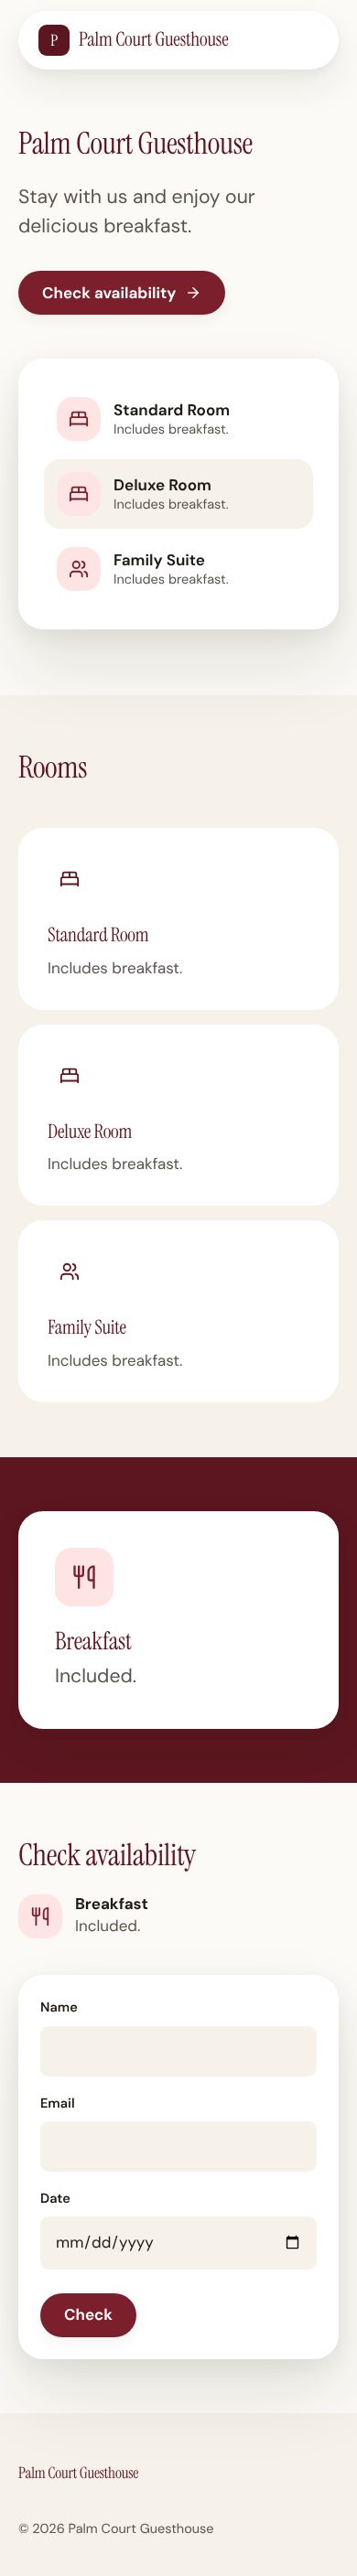 P Palm Court Guesthouse
Palm Court Guesthouse
Stay with us and enjoy our
delicious breakfast.
Check availability
Standard Room
Includes breakfast.
Deluxe Room
Includes breakfast.
Family Suite
Includes breakfast.
Rooms
Standard Room
Includes breakfast.
Deluxe Room
Includes breakfast.
Family Suite
Includes breakfast.
Breakfast
Included.
Check availability
Breakfast
Included.
Name
Email
Date
mm/dd/yyyy
Check
Palm Court Guesthouse
© 2026 Palm Court Guesthouse